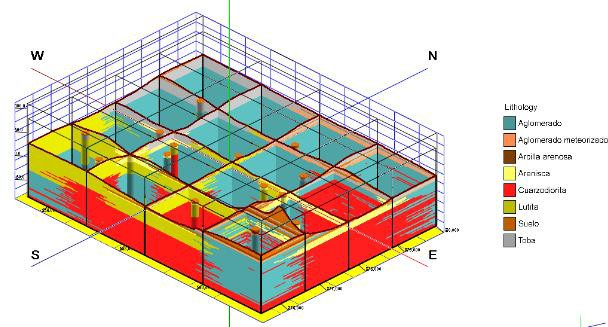 W
N
S
E
Lithology
Aglomerado
Aglomerado meteorizado
Arcilla arenosa
Arenisca
Cuarzodiorita
Lutita
Suelo
Toba